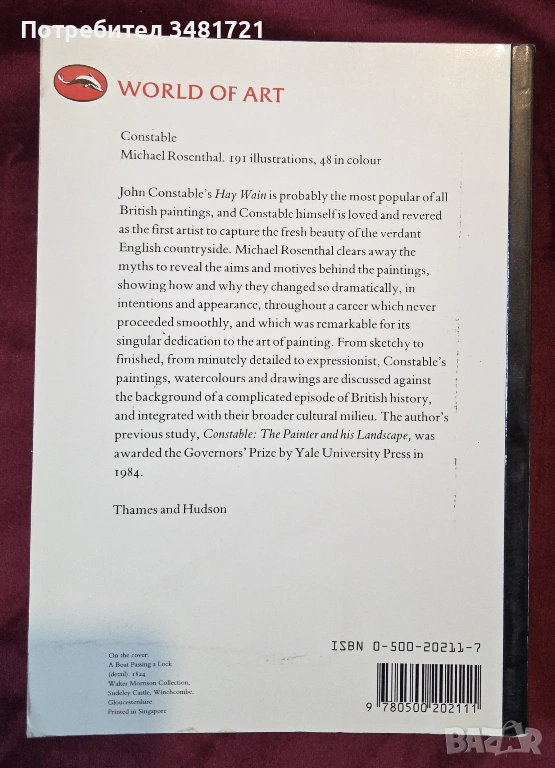 Потребител 3481721
WORLD OF ART
Constable
Michael Rosenthal. 191 illustrations, 48 in colour
John Constable's Hay Wain is probably the most popular of all
British paintings, and Constable himself is loved and revered
as the first artist to capture the fresh beauty of the verdant
English countryside. Michael Rosenthal clears away the
myths to reveal the aims and motives behind the paintings,
showing how and why they changed so dramatically, in
intentions and appearance, throughout a career which never
proceeded smoothly, and which was remarkable for its
singular dedication to the art of painting. From sketchy to
finished, from minutely detailed to expressionist, Constable's
paintings, watercolours and drawings are discussed against
the background of a complicated episode of British history,
and integrated with their broader cultural milieu. The author's
previous study, Constable: The Painter and his Landscape, was
awarded the Governors' Prize by Yale University Press in
1984.
Thames and Hudson
On the cover:
A Boat Passing a Lock
(detail). 1824
Walter Morrison Collection,
Sudeley Castle, Winchcombe,
Gloucestershire
Printed in Singapore
ISBN 0-500-20211-7
9 780500 202111
BAZAR